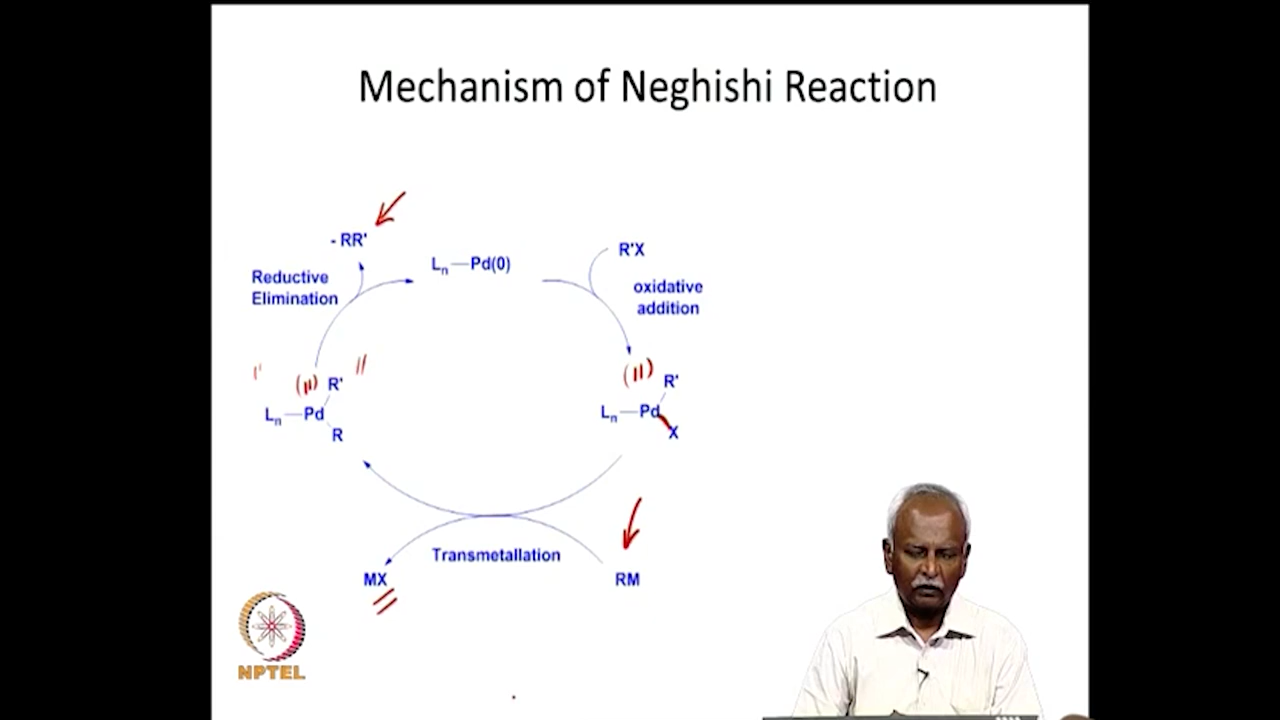 Mechanism of Neghishi Reaction
- RR'
Ln—Pd(0)
R'X
Reductive
Elimination
oxidative
addition
(II)
R'
Ln—Pd
R
(II)
R'
Ln—Pd
X
Transmetallation
MX
RM
NPTEL